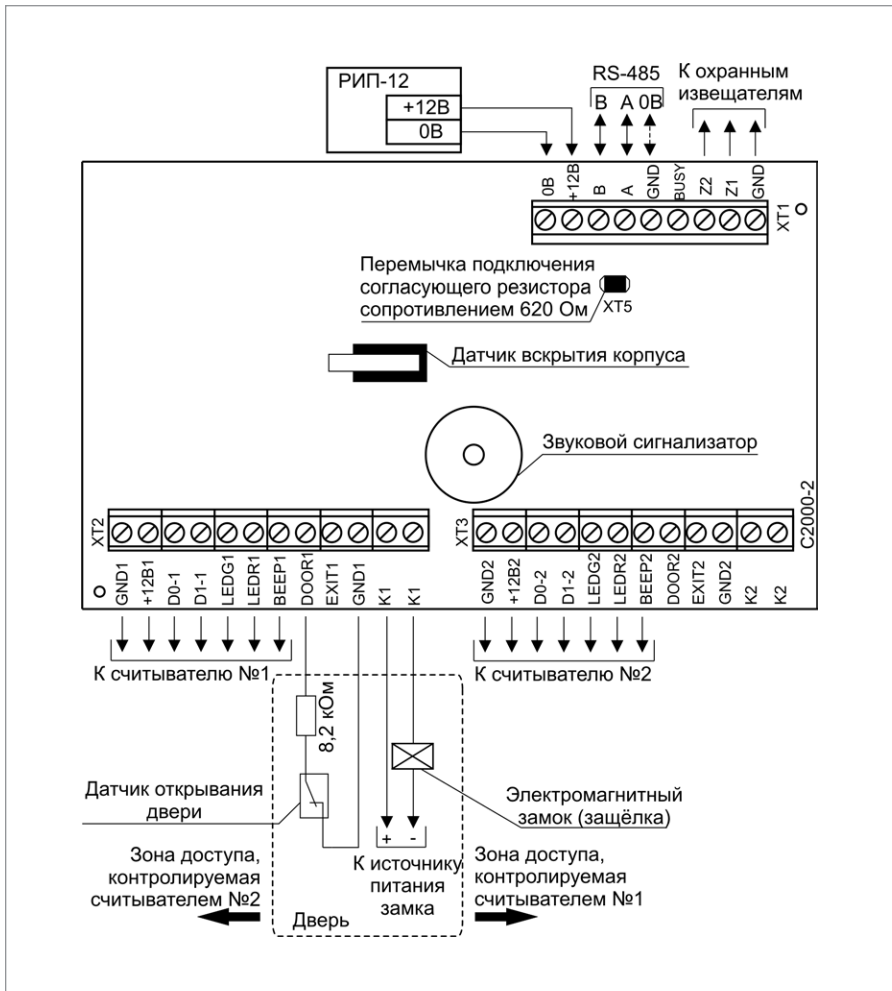 РИП-12
+12В
0В
RS-485
В А 0В
К охранным
извещателям
0В
+12В
В
А
GND
BUSY
Z2
Z1
GND
XT1
Перемычка подключения
согласующего резистора
сопротивлением 620 Ом
XT5
Датчик вскрытия корпуса
Звуковой сигнализатор
XT2
XT3
С2000-2
GND1
+12В1
D0-1
D1-1
LEDG1
LEDR1
BEEP1
DOOR1
EXIT1
GND1
K1
K1
GND2
+12В2
D0-2
D1-2
LEDG2
LEDR2
BEEP2
DOOR2
EXIT2
GND2
K2
K2
К считывателю №1
К считывателю №2
8,2 кОм
Датчик открывания
двери
Электромагнитный
замок (защёлка)
+ -
К источнику
питания
замка
Зона доступа,
контролируемая
считывателем №2
Зона доступа,
контролируемая
считывателем №1
Дверь